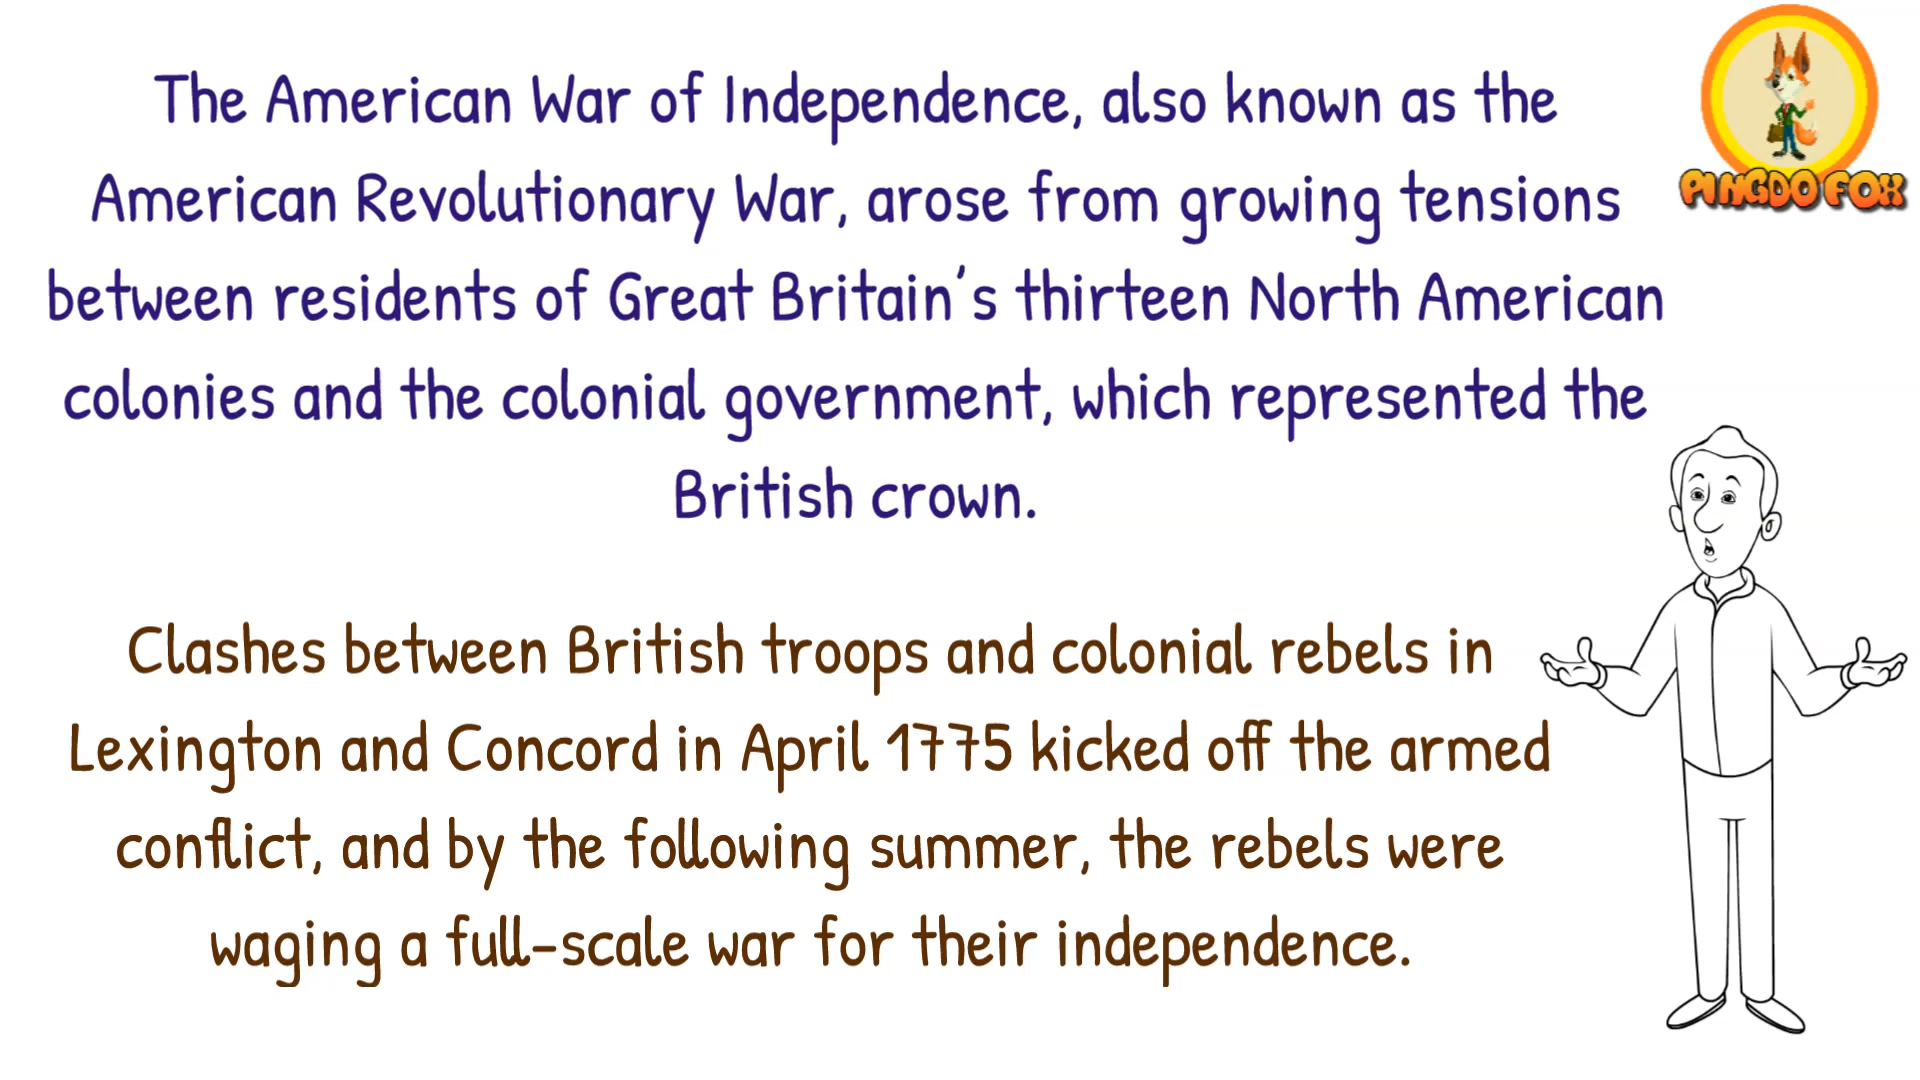 The American War of Independence, also known as the
American Revolutionary War, arose from growing tensions
between residents of Great Britain's thirteen North American
colonies and the colonial government, which represented the
British crown.
Clashes between British troops and colonial rebels in
Lexington and Concord in April 1775 kicked off the armed
conflict, and by the following summer, the rebels were
waging a full-scale war for their independence.
PINGDO FOX